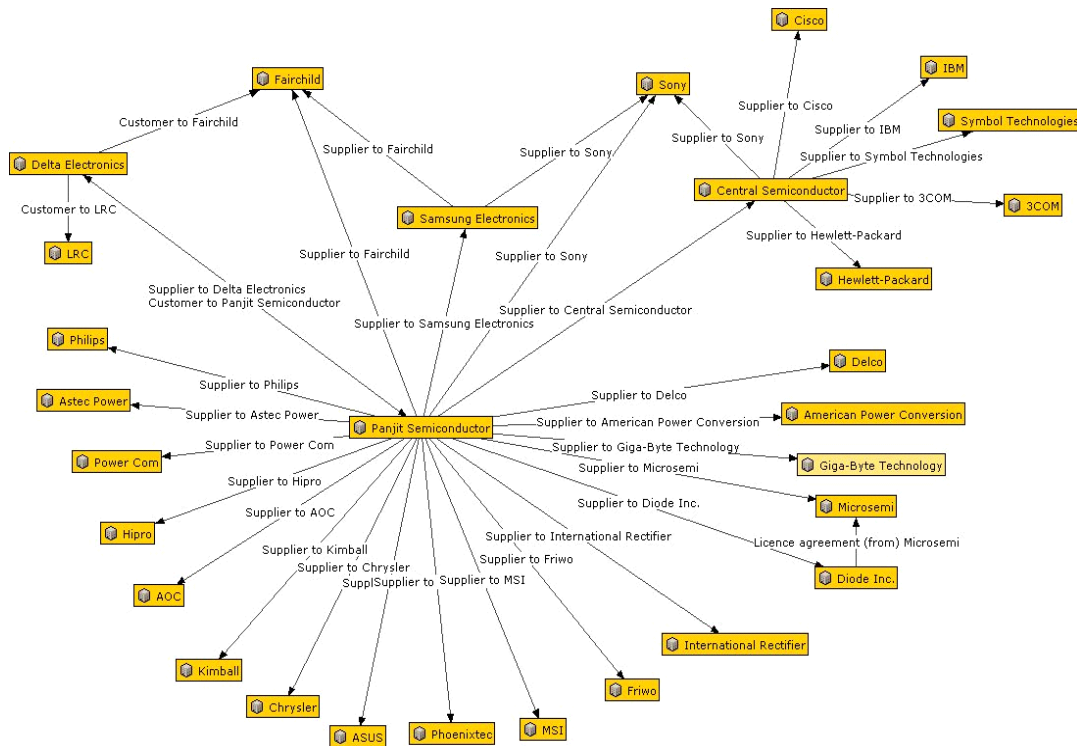 Cisco
Fairchild
Sony
IBM
Supplier to Cisco
Symbol Technologies
Customer to Fairchild
Supplier to IBM
Supplier to Sony
Supplier to Fairchild
Supplier to Sony
Supplier to Symbol Technologies
Delta Electronics
Central Semiconductor
Supplier to 3COM
3COM
Customer to LRC
Samsung Electronics
Supplier to Hewlett-Packard
LRC
Supplier to Fairchild
Supplier to Sony
Hewlett-Packard
Supplier to Delta Electronics
Customer to Panjit Semiconductor
Supplier to Central Semiconductor
Supplier to Samsung Electronics
Philips
Delco
Supplier to Philips
Supplier to Delco
Astec Power
Supplier to Astec Power
Supplier to American Power Conversion
American Power Conversion
Panjit Semiconductor
Supplier to Power Com
Supplier to Giga-Byte Technology
Power Com
Giga-Byte Technology
Supplier to Microsemi
Supplier to Hipro
Supplier to Diode Inc.
Microsemi
Supplier to AOC
Hipro
Supplier to International Rectifier
Licence agreement (from) Microsemi
Supplier to Kimball
Supplier to Friwo
Supplier to Chrysler
Supplier to
Supplier to MSI
Diode Inc.
AOC
International Rectifier
Kimball
Friwo
Chrysler
ASUS
Phoenixtec
MSI